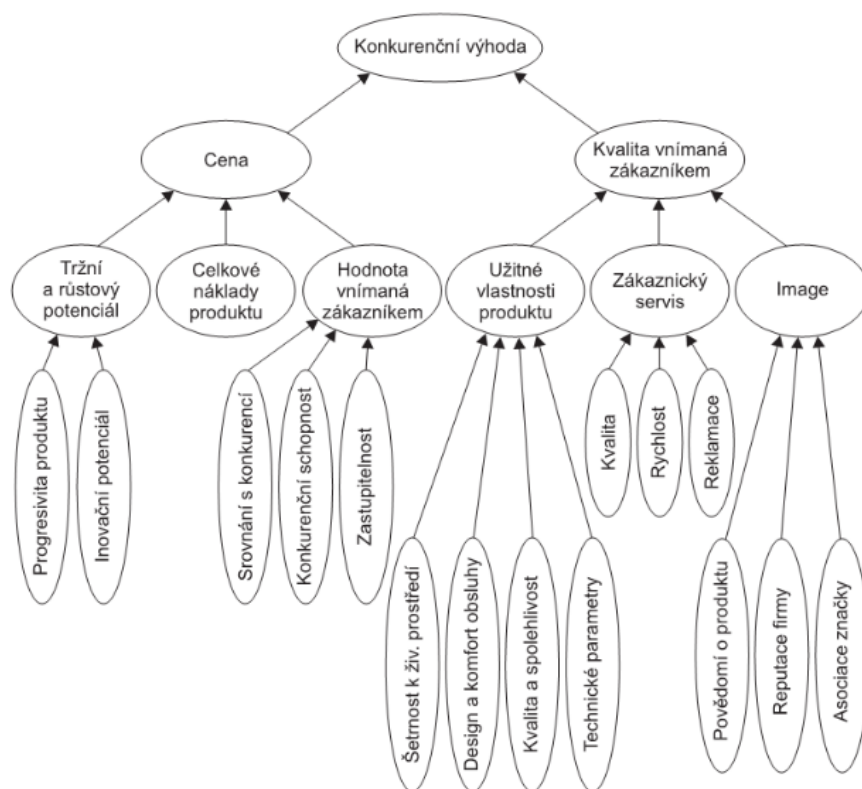 Konkurenční výhoda
Cena
Kvalita vnímaná
zákazníkem
Tržní
a růstový
potenciál
Celkové
náklady
produktu
Hodnota
vnímaná
zákazníkem
Užitné
vlastnosti
produktu
Zákaznický
servis
Image
Progresivita produktu
Inovační potenciál
Srovnání s konkurencí
Konkurenční schopnost
Zastupitelnost
Šetrnost k živ. prostředí
Design a komfort obsluhy
Kvalita a spolehlivost
Technické parametry
Kvalita
Rychlost
Reklamace
Povědomí o produktu
Reputace firmy
Asociace značky